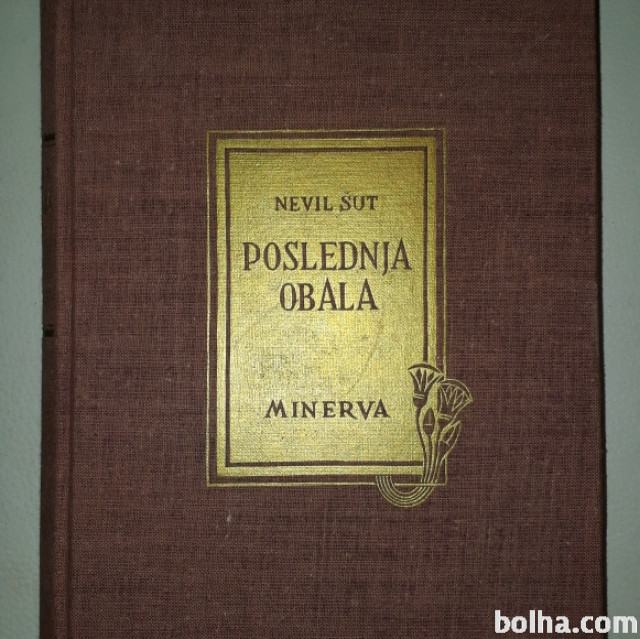 NEVIL ŠUT
POSLEDNJA
OBALA
MINERVA
bolha.com